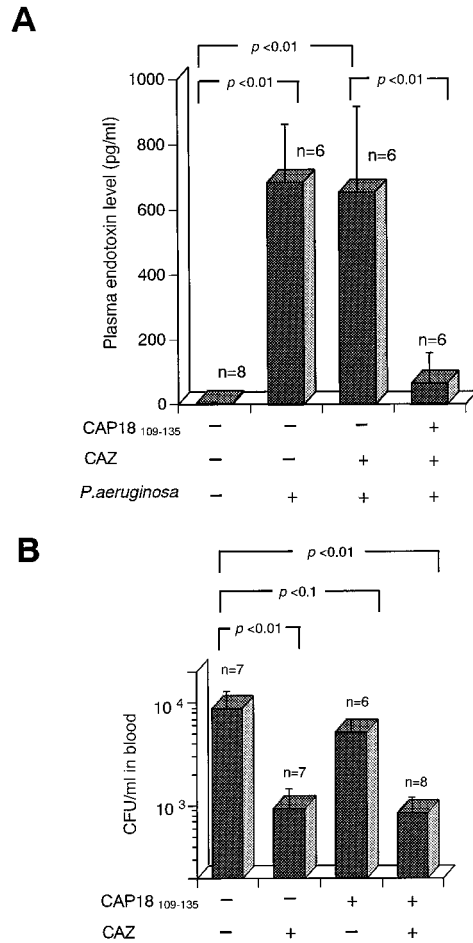 A
p <0.01
p <0.01 p <0.01
Plasma endotoxin level (pg/ml)
1000
800
600
400
200
0
n=8
n=6
n=6
n=6
CAP18 109-135 − − − +
CAZ − − + +
P.aeruginosa − + + +
B
p <0.01
p <0.1
p <0.01
CFU/ml in blood
10 4
10 3
n=7
n=7
n=6
n=8
CAP18 109-135 − − + +
CAZ − + − +